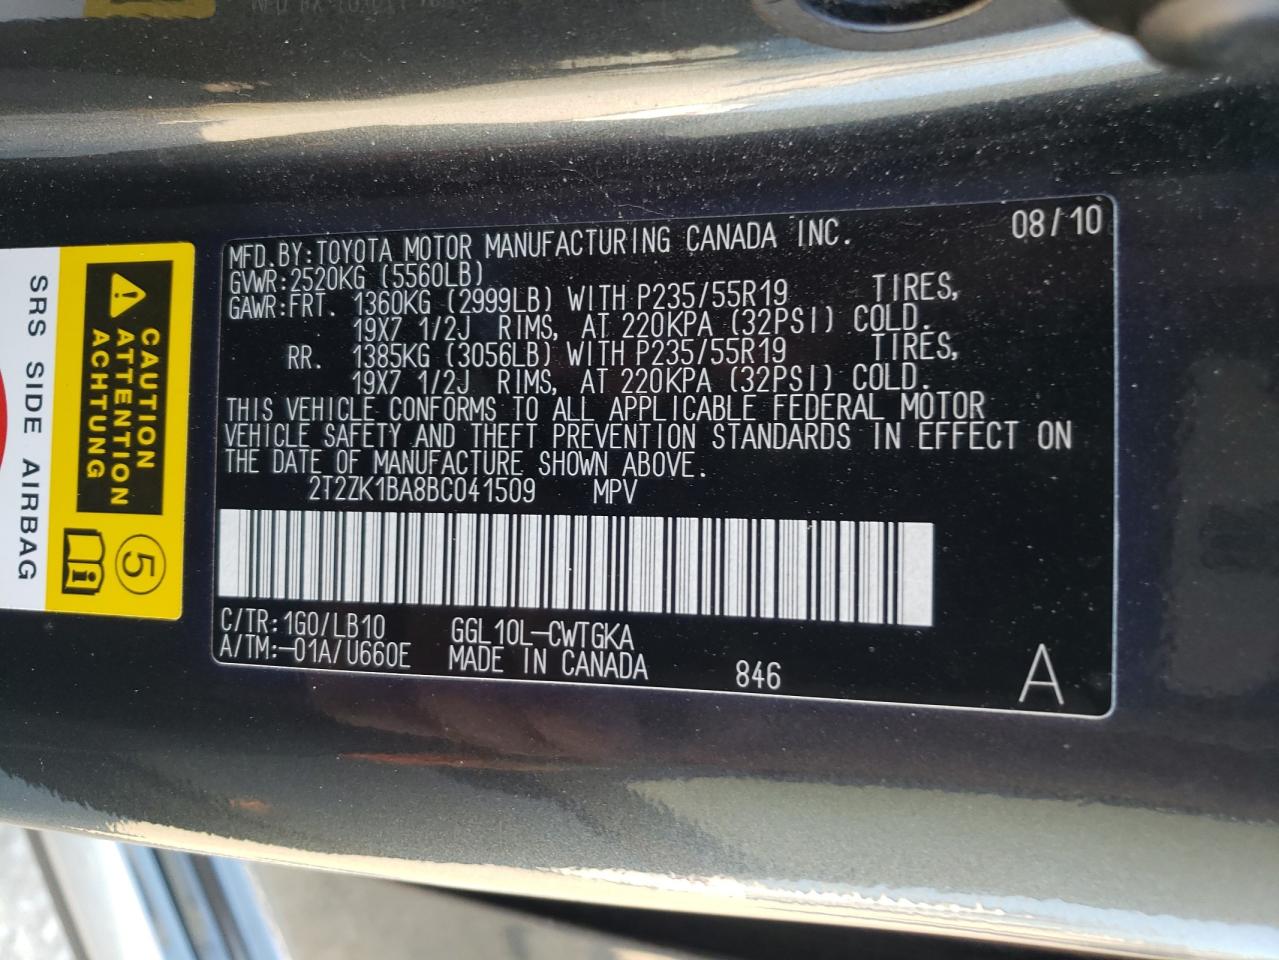 MFD.BY:TOYOTA MOTOR MANUFACTURING CANADA INC. 08/10
GVWR:2520KG (5560LB)
GAWR:FRT. 1360KG (2999LB) WITH P235/55R19 TIRES,
19X7 1/2J RIMS, AT 220KPA (32PSI) COLD.
RR. 1385KG (3056LB) WITH P235/55R19 TIRES,
19X7 1/2J RIMS, AT 220KPA (32PSI) COLD.
THIS VEHICLE CONFORMS TO ALL APPLICABLE FEDERAL MOTOR
VEHICLE SAFETY AND THEFT PREVENTION STANDARDS IN EFFECT ON
THE DATE OF MANUFACTURE SHOWN ABOVE.
2T2ZK1BA8BC041509 MPV
C/TR:1G0/LB10 GGL10L-CWTGKA
A/TM:-01A/U660E MADE IN CANADA 846 A
CAUTION
ATTENTION
ACHTUNG
5
SRS SIDE AIRBAG